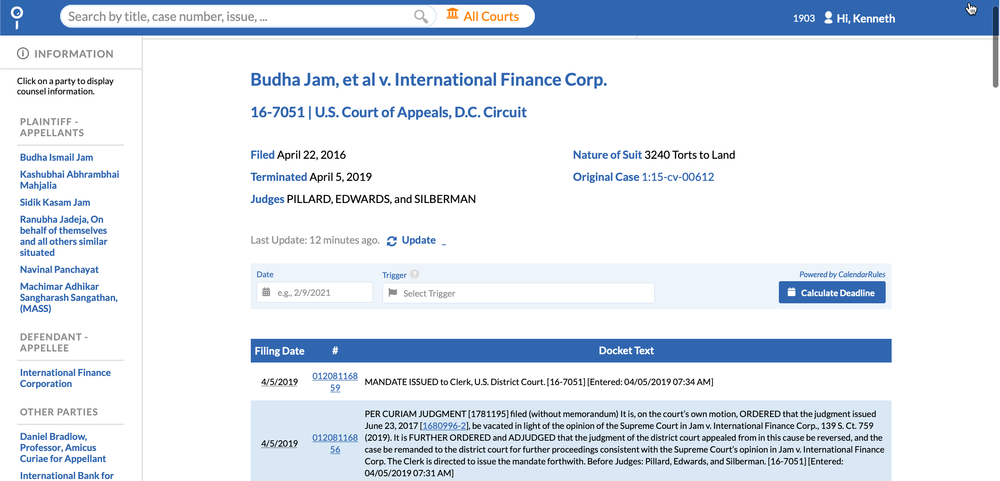 Search by title, case number, issue, ...
All Courts
1903
Hi, Kenneth
INFORMATION
Click on a party to display
counsel information.
PLAINTIFF -
APPELLANTS
Budha Ismail Jam
Kashubhai Abhrambhai
Mahjalia
Sidik Kasam Jam
Ranubha Jadeja, On
behalf of themselves
and all others similar
situated
Navinal Panchayat
Machimar Adhikar
Sangharash Sangathan,
(MASS)
DEFENDANT -
APPELLEE
International Finance
Corporation
OTHER PARTIES
Daniel Bradlow,
Professor, Amicus
Curiae for Appellant
International Bank for
Budha Jam, et al v. International Finance Corp.
16-7051 | U.S. Court of Appeals, D.C. Circuit
Filed April 22, 2016
Nature of Suit 3240 Torts to Land
Terminated April 5, 2019
Original Case 1:15-cv-00612
Judges PILLARD, EDWARDS, and SILBERMAN
Last Update: 12 minutes ago. Update _
Date
Trigger ?
Powered by CalendarRules
e.g., 2/9/2021
Select Trigger
Calculate Deadline
Filing Date # Docket Text
4/5/2019
012081168
59
MANDATE ISSUED to Clerk, U.S. District Court. [16-7051] [Entered: 04/05/2019 07:34 AM]
4/5/2019
012081168
56
PER CURIAM JUDGMENT [1781195] filed (without memorandum) It is, on the court's own motion, ORDERED that the judgment issued
June 23, 2017 [1680996-2], be vacated in light of the opinion of the Supreme Court in Jam v. International Finance Corp., 139 S. Ct. 759
(2019). It is FURTHER ORDERED and ADJUDGED that the judgment of the district court appealed from in this cause be reversed, and the
case be remanded to the district court for further proceedings consistent with the Supreme Court's opinion in Jam v. International Finance
Corp. The Clerk is directed to issue the mandate forthwith. Before Judges: Pillard, Edwards, and Silberman. [16-7051] [Entered:
04/05/2019 07:31 AM]